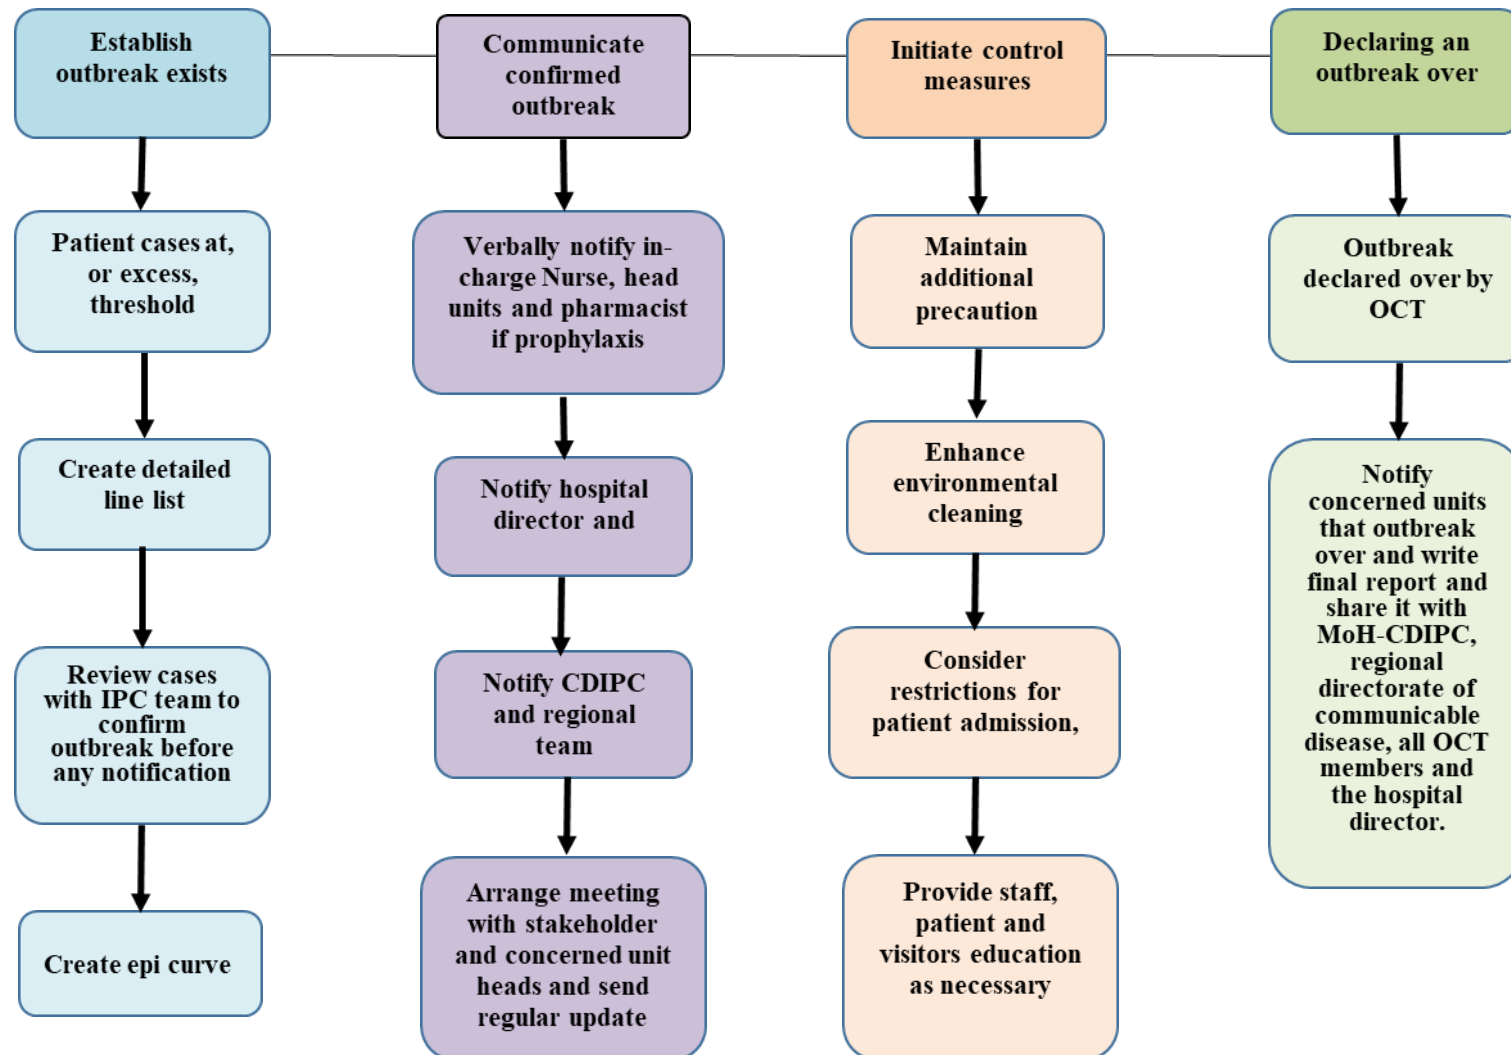 Establish
outbreak exists
Patient cases at,
or excess,
threshold
Create detailed
line list
Review cases
with IPC team to
confirm
outbreak before
any notification
Create epi curve
Communicate
confirmed
outbreak
Verbally notify in-
charge Nurse, head
units and pharmacist
if prophylaxis
Notify hospital
director and
Notify CDIPC
and regional
team
Arrange meeting
with stakeholder
and concerned unit
heads and send
regular update
Initiate control
measures
Maintain
additional
precaution
Enhance
environmental
cleaning
Consider
restrictions for
patient admission,
Provide staff,
patient and
visitors education
as necessary
Declaring an
outbreak over
Outbreak
declared over by
OCT
Notify
concerned units
that outbreak
over and write
final report and
share it with
MoH-CDIPC,
regional
directorate of
communicable
disease, all OCT
members and
the hospital
director.